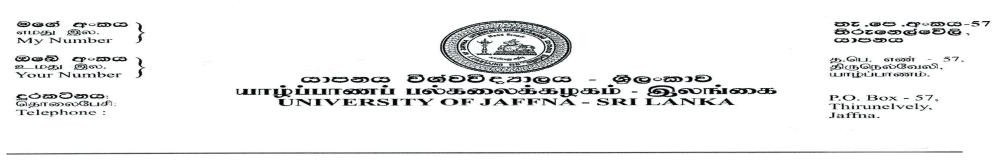 මගේ අංකය
எமது இல.
My Number
ඔබේ අංකය
உமது இல.
Your Number
දුරකථනය:
தொலைபேசி:
Telephone :
යාපනය විශ්වවිද්‍යාලය - ශ්‍රීලංකාව
யாழ்ப்பாணப் பல்கலைக்கழகம் - இலங்கை
UNIVERSITY OF JAFFNA - SRI LANKA
තැ.පෙ.අංකය-57
තිරුනෙල්වේලි,
යාපනය
த.பெ. எண் - 57.
திருநெல்வேலி,
யாழ்ப்பாணம்.
P.O. Box - 57,
Thirunelvely,
Jaffna.